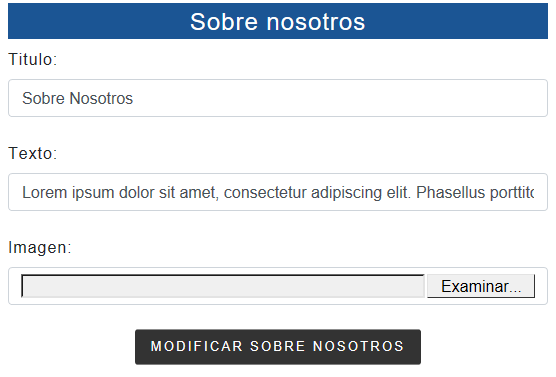 Sobre nosotros
Titulo:
Sobre Nosotros
Texto:
Lorem ipsum dolor sit amet, consectetur adipiscing elit. Phasellus porttito
Imagen:
Examinar...
MODIFICAR SOBRE NOSOTROS